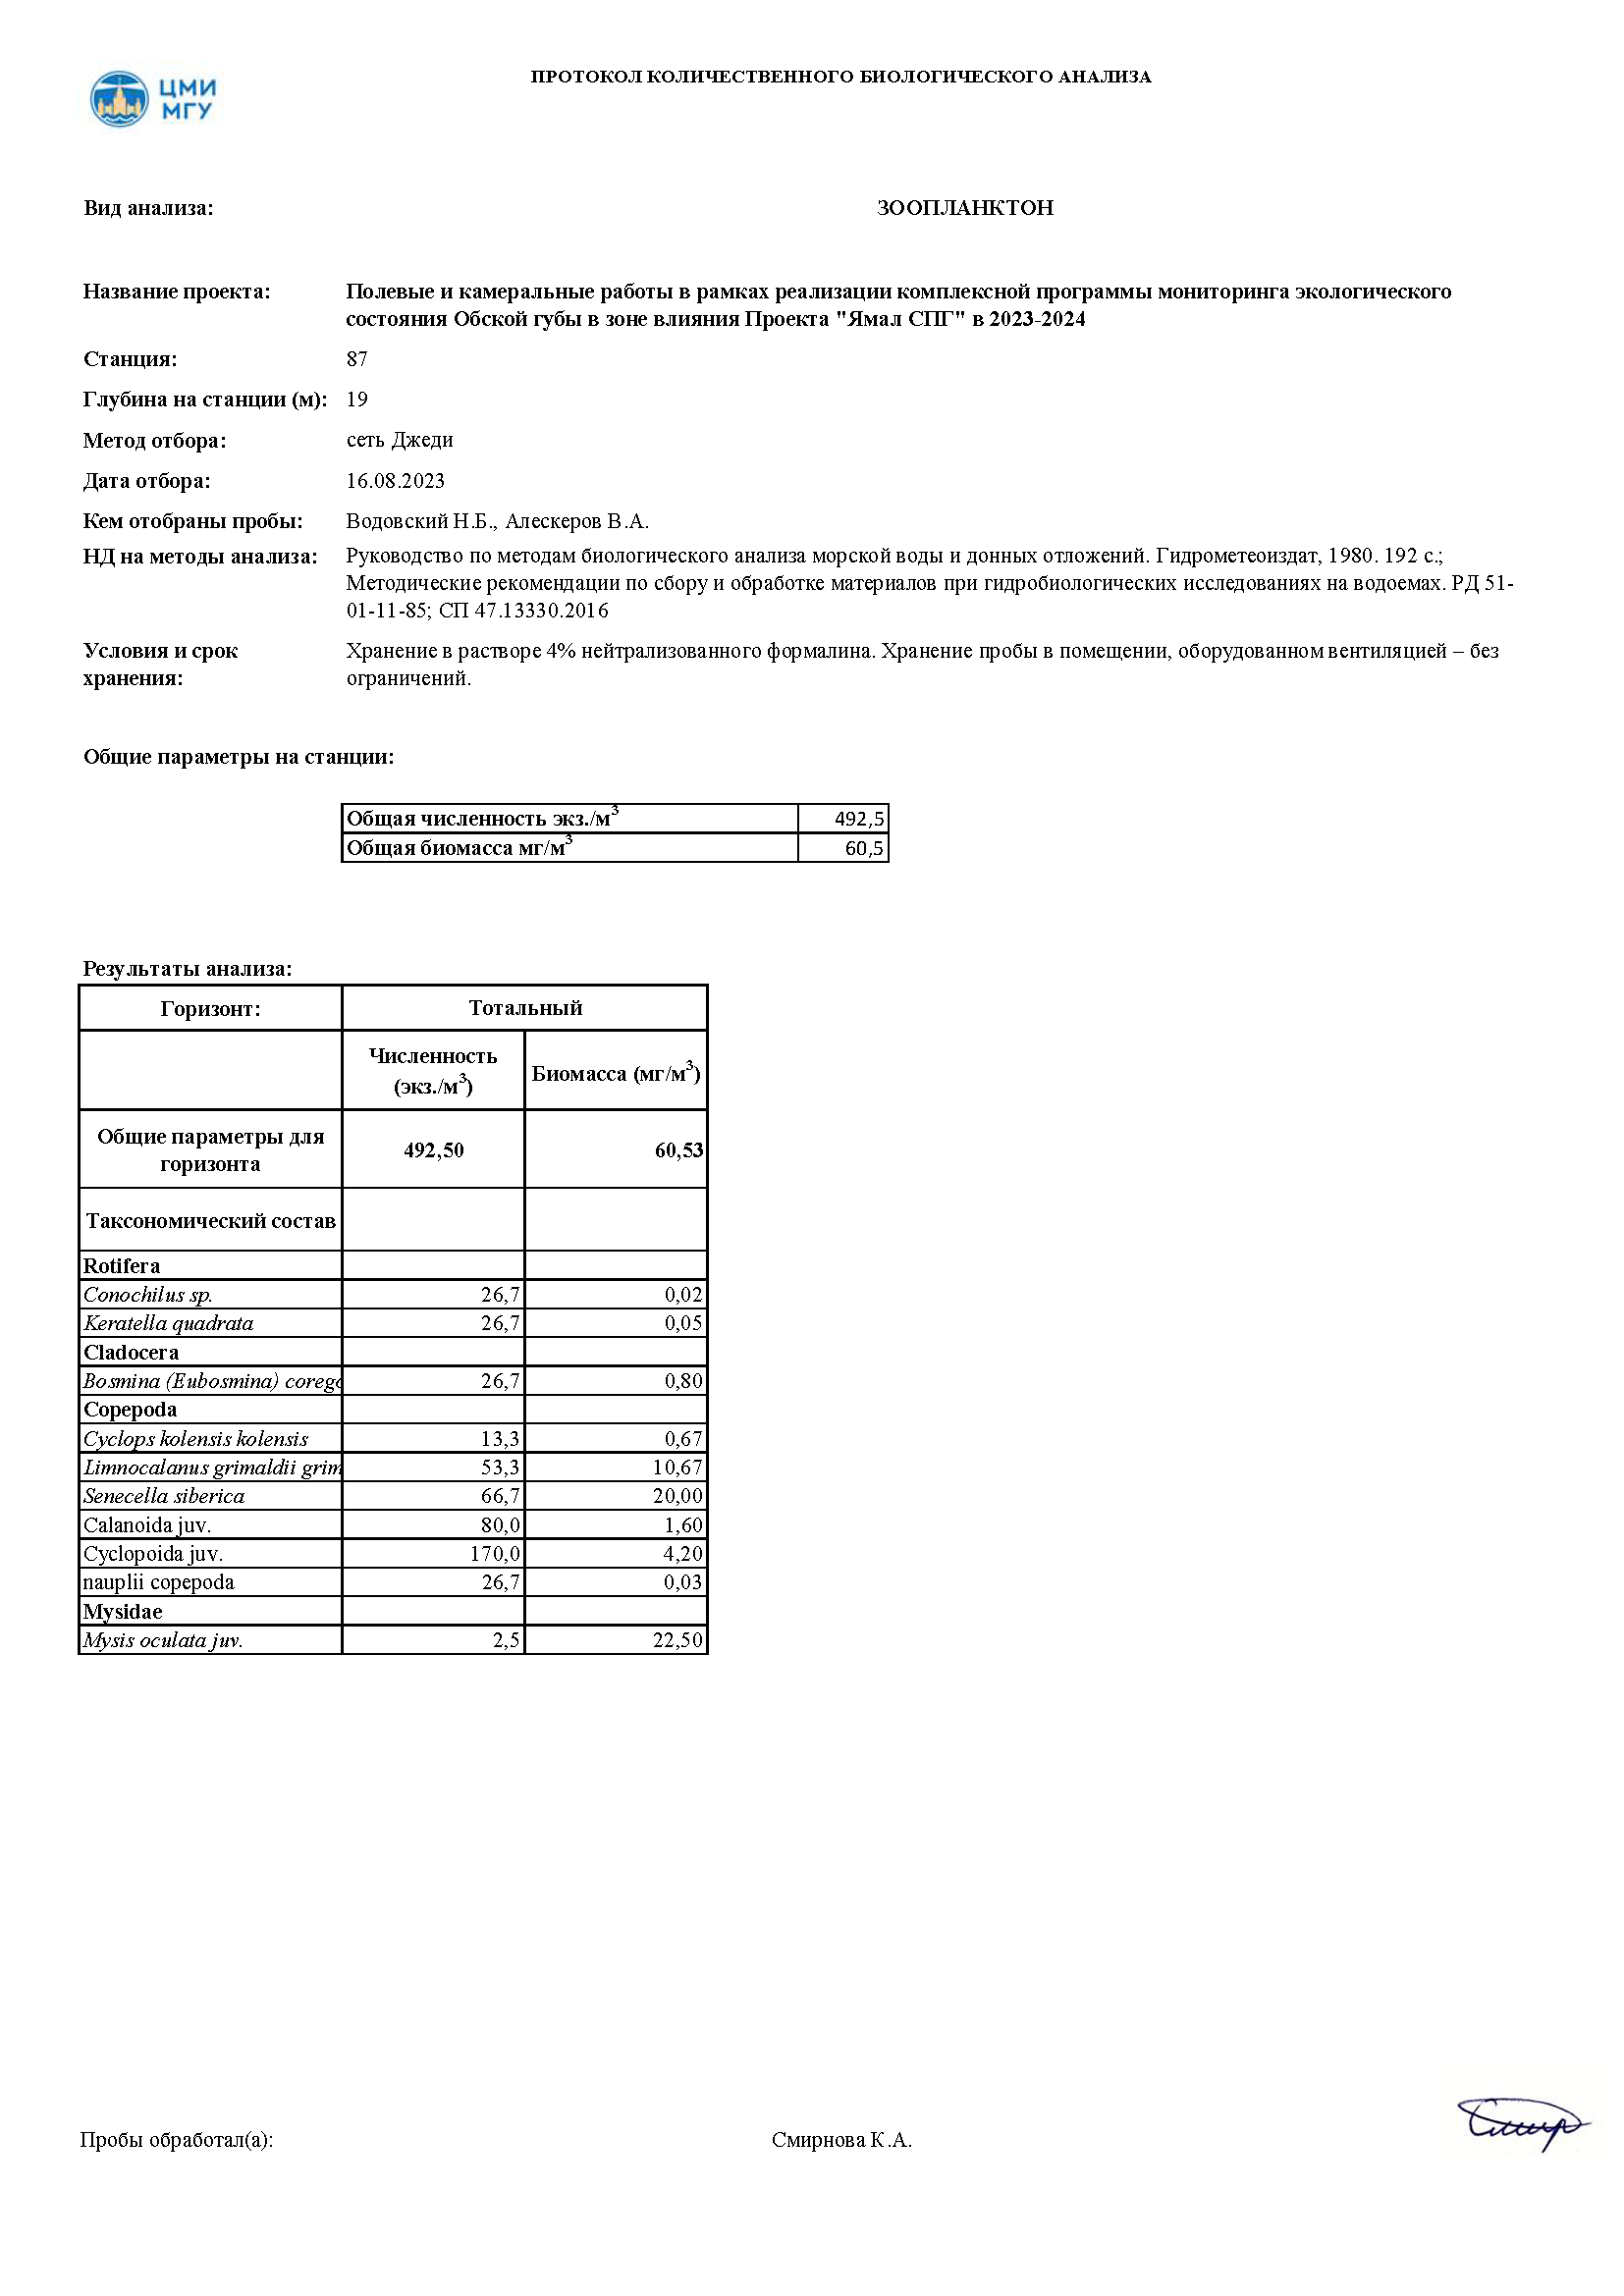 ЦМИ
МГУ
ПРОТОКОЛ КОЛИЧЕСТВЕННОГО БИОЛОГИЧЕСКОГО АНАЛИЗА
Вид анализа: ЗООПЛАНКТОН
Название проекта: Полевые и камеральные работы в рамках реализации комплексной программы мониторинга экологического
состояния Обской губы в зоне влияния Проекта "Ямал СПГ" в 2023-2024
Станция: 87
Глубина на станции (м): 19
Метод отбора: сеть Джеди
Дата отбора: 16.08.2023
Кем отобраны пробы: Водовский Н.Б., Алескеров В.А.
НД на методы анализа: Руководство по методам биологического анализа морской воды и донных отложений. Гидрометеоиздат, 1980. 192 с.;
Методические рекомендации по сбору и обработке материалов при гидробиологических исследованиях на водоемах. РД 51-
01-11-85; СП 47.13330.2016
Условия и срок Хранение в растворе 4% нейтрализованного формалина. Хранение пробы в помещении, оборудованном вентиляцией – без
хранения: ограничений.
Общие параметры на станции:
Общая численность экз./м³ 492,5
Общая биомасса мг/м³ 60,5
Результаты анализа:
Горизонт: Тотальный
Численность
(экз./м³) Биомасса (мг/м³)
Общие параметры для
горизонта 492,50 60,53
Таксономический состав
Rotifera
Conochilus sp. 26,7 0,02
Keratella quadrata 26,7 0,05
Cladocera
Bosmina (Eubosmina) corego 26,7 0,80
Copepoda
Cyclops kolensis kolensis 13,3 0,67
Limnocalanus grimaldii grim 53,3 10,67
Senecella siberica 66,7 20,00
Calanoida juv. 80,0 1,60
Cyclopoida juv. 170,0 4,20
nauplii copepoda 26,7 0,03
Mysidae
Mysis oculata juv. 2,5 22,50
Пробы обработал(а): Смирнова К.А.